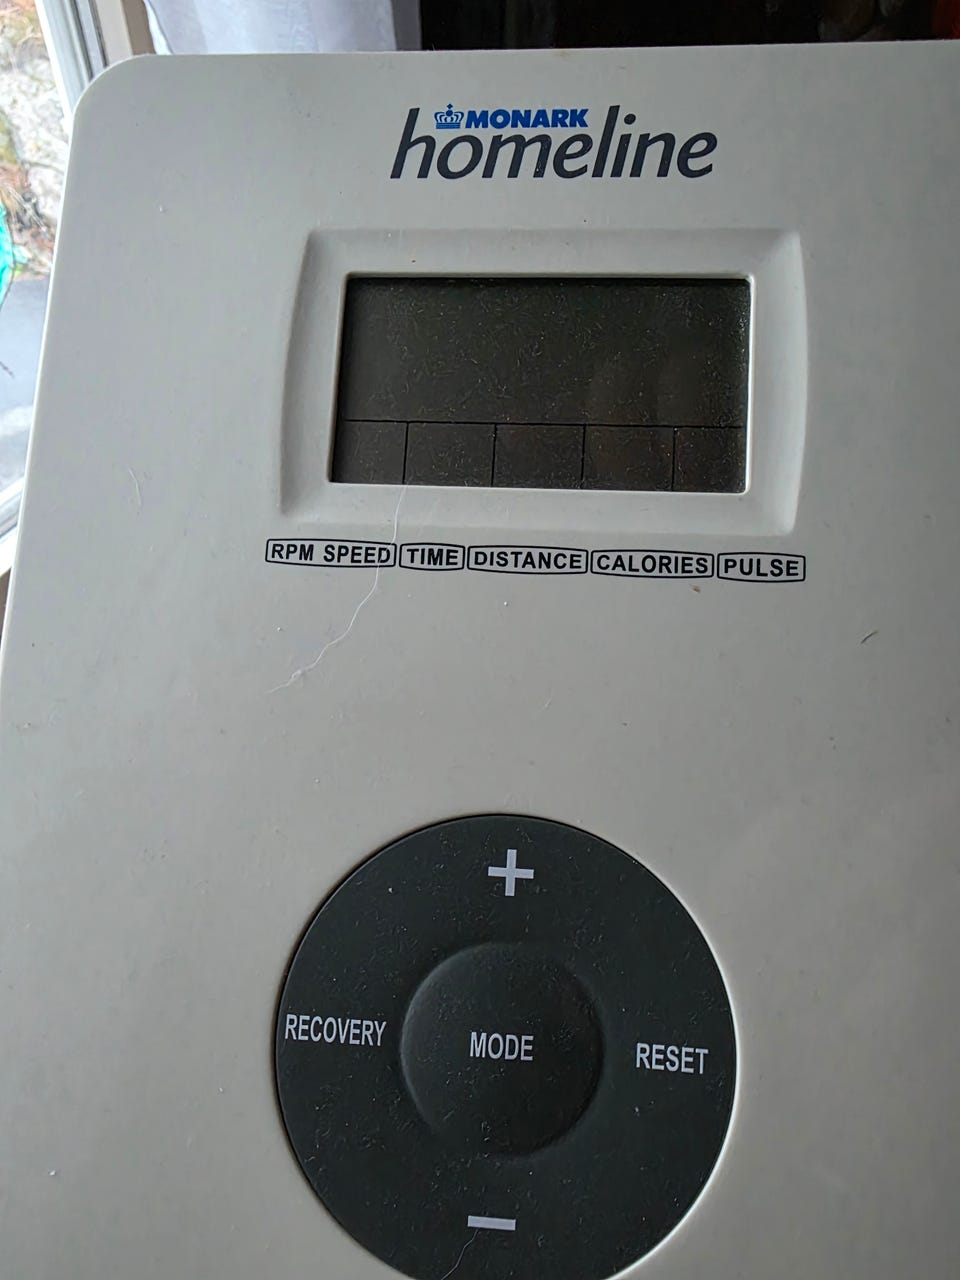 MONARK
homeline
RPM SPEED TIME DISTANCE CALORIES PULSE
+
RECOVERY MODE RESET
−